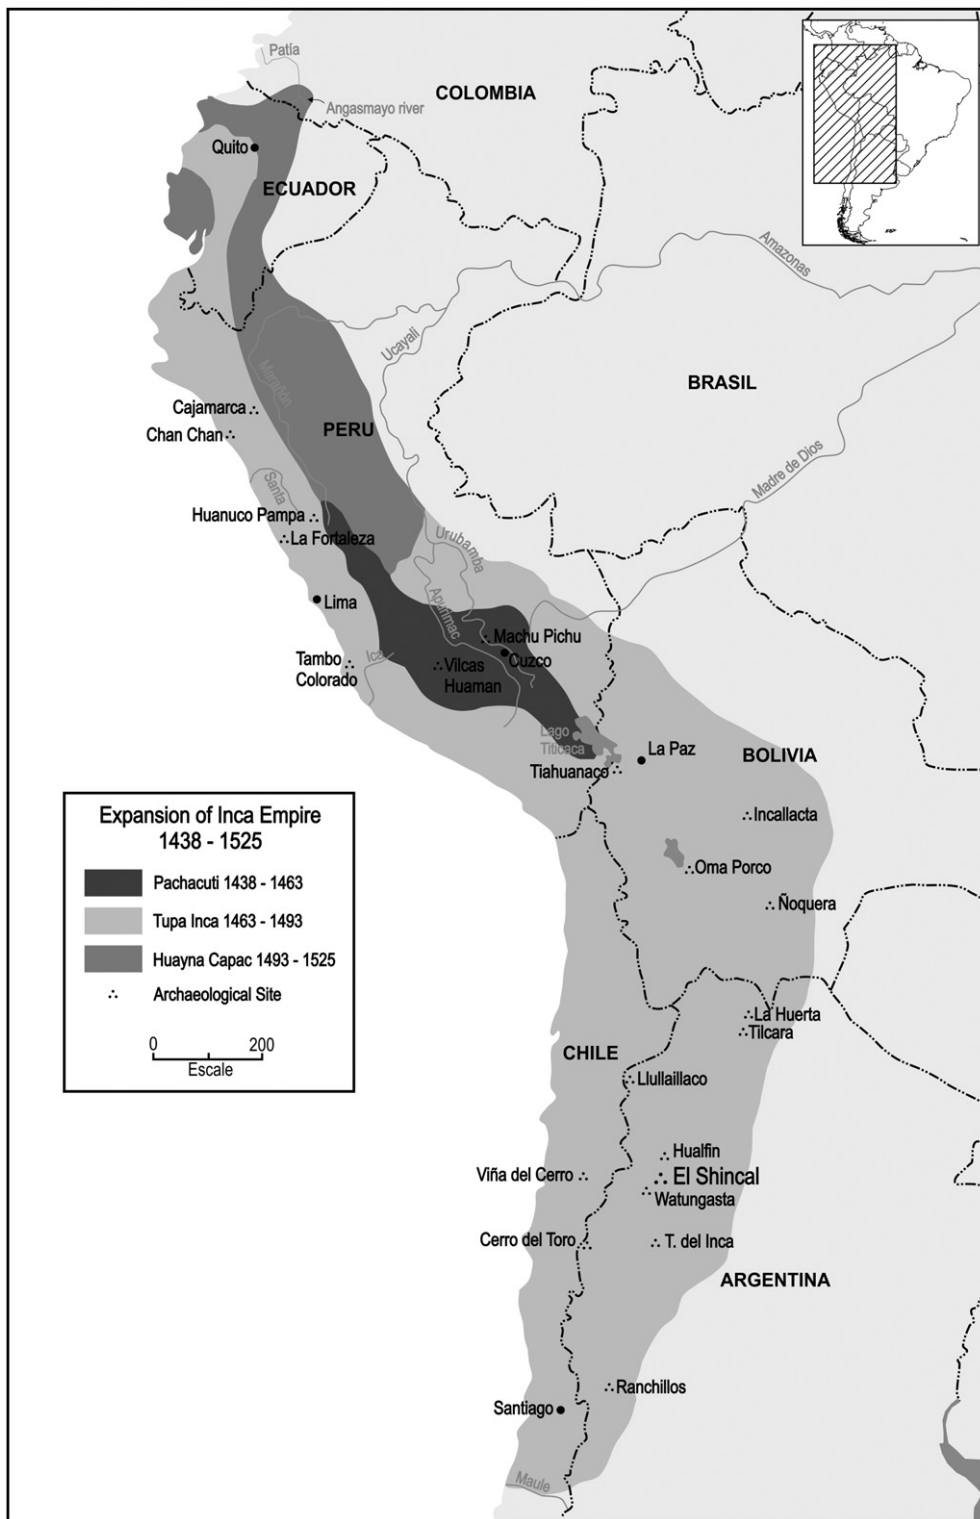 Patía
COLOMBIA
Angasmayo river
Quito
ECUADOR
Amazonas
Ucayali
BRASIL
Marañón
Cajamarca
PERU
Chan Chan
Madre de Dios
Santa
Huanuco Pampa
La Fortaleza
Urubamba
Apurimac
Lima
Machu Pichu
Cuzco
Ica
Tambo
Colorado
Vilcas
Huaman
Lago
Titicaca
La Paz
BOLIVIA
Tiahuanaco
Incallacta
Oma Porco
Ñoquera
Expansion of Inca Empire
1438 - 1525
Pachacuti 1438 - 1463
Tupa Inca 1463 - 1493
Huayna Capac 1493 - 1525
Archaeological Site
0 200
Escale
La Huerta
Tilcara
CHILE
Llullaillaco
Hualfin
Viña del Cerro
El Shincal
Watungasta
Cerro del Toro
T. del Inca
ARGENTINA
Ranchillos
Santiago
Maule